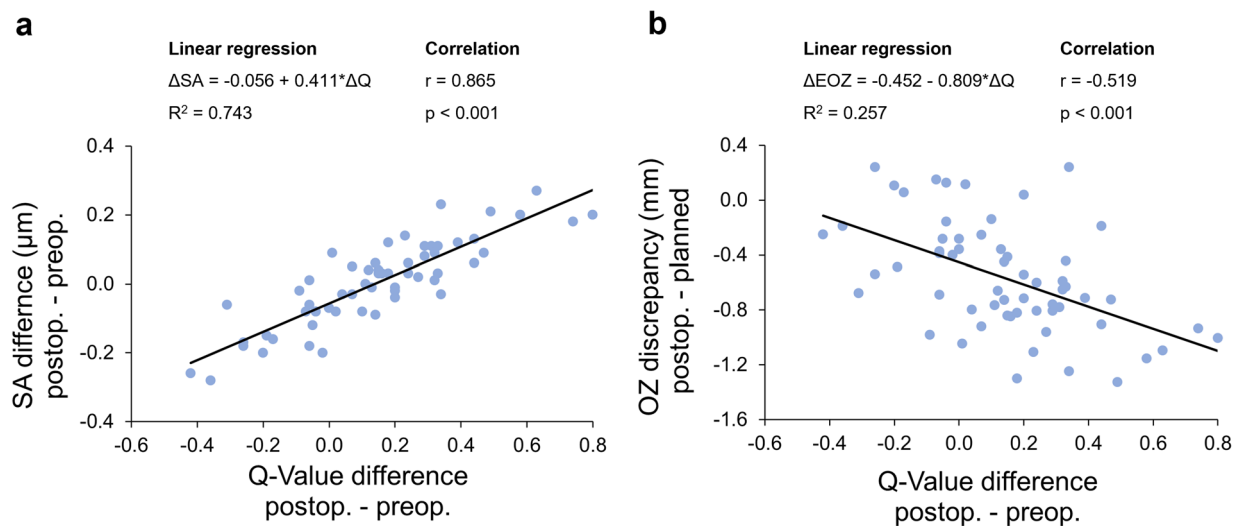 a
Linear regression
Correlation
ΔSA = -0.056 + 0.411*ΔQ
r = 0.865
R² = 0.743
p < 0.001
SA difference (μm)
postop. - preop.
0.4
0.2
0.0
-0.2
-0.4
-0.6
-0.4
-0.2
0.0
0.2
0.4
0.6
0.8
Q-Value difference
postop. - preop.
b
Linear regression
Correlation
ΔEOZ = -0.452 - 0.809*ΔQ
r = -0.519
R² = 0.257
p < 0.001
OZ discrepancy (mm)
postop. - planned
0.4
0.0
-0.4
-0.8
-1.2
-1.6
-0.6
-0.4
-0.2
0.0
0.2
0.4
0.6
0.8
Q-Value difference
postop. - preop.